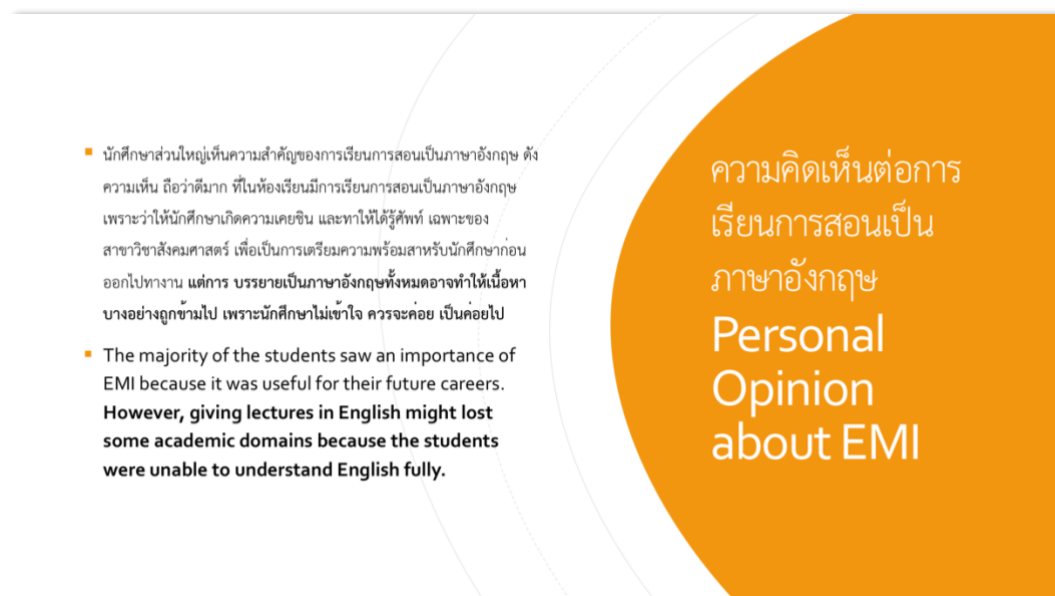 นักศึกษาส่วนใหญ่เห็นความสำคัญของการเรียนการสอนเป็นภาษาอังกฤษ ดัง
ความเห็น ถือว่าดีมาก ที่ในห้องเรียนมีการเรียนการสอนเป็นภาษาอังกฤษ
เพราะว่าให้นักศึกษาเกิดความเคยชิน และทาให้ได้รู้ศัพท์ เฉพาะของ
สาขาวิชาสังคมศาสตร์ เพื่อเป็นการเตรียมความพร้อมสาหรับนักศึกษาก่อน
ออกไปทางาน แต่การ บรรยายเป็นภาษาอังกฤษทั้งหมดอาจทำให้เนื้อหา
บางอย่างถูกข้ามไป เพราะนักศึกษาไม่เข้าใจ ควรจะค่อย เป็นค่อยไป
The majority of the students saw an importance of
EMI because it was useful for their future careers.
However, giving lectures in English might lost
some academic domains because the students
were unable to understand English fully.
ความคิดเห็นต่อการ
เรียนการสอนเป็น
ภาษาอังกฤษ
Personal
Opinion
about EMI